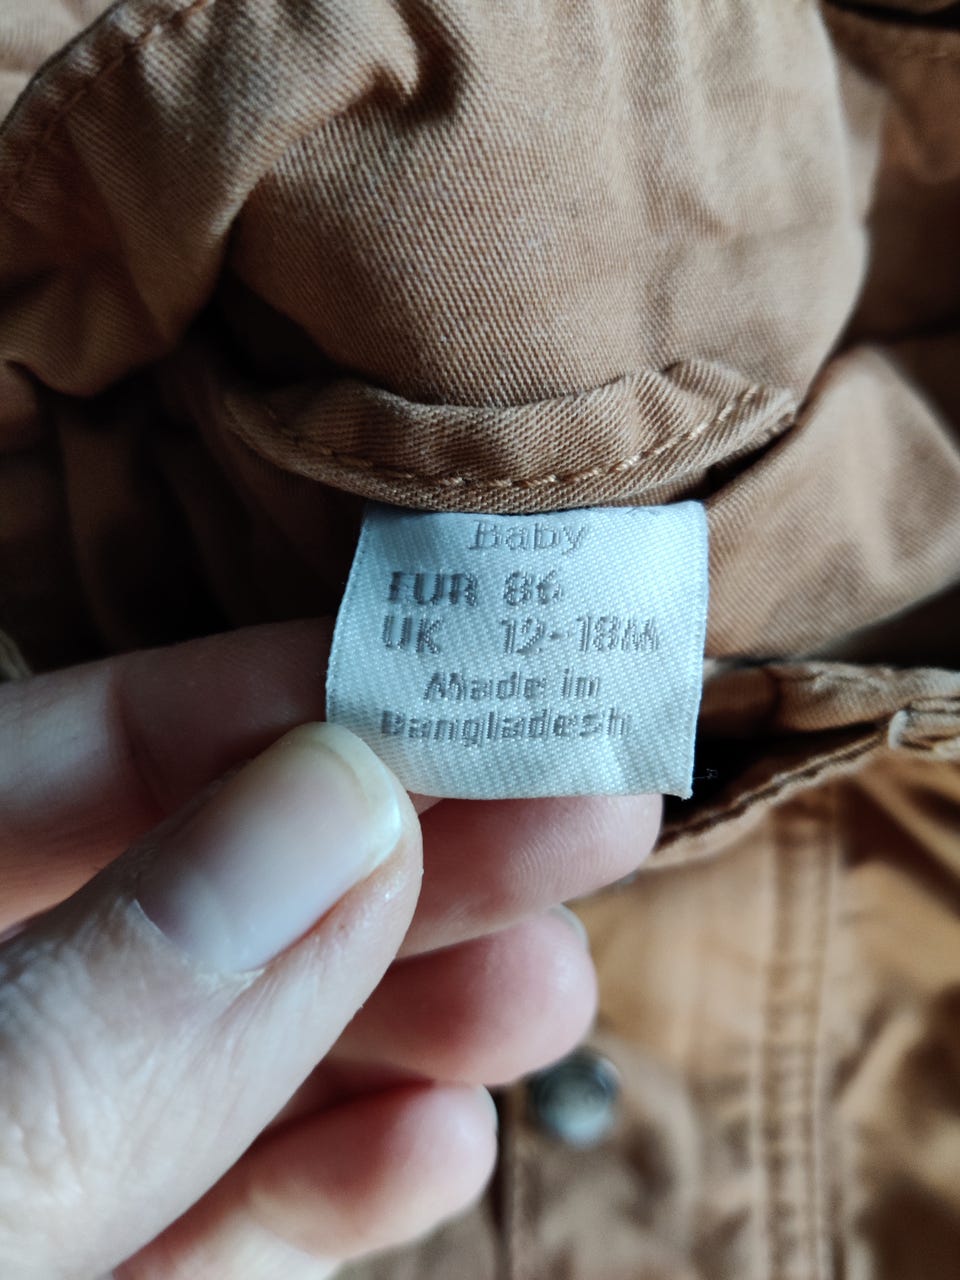 Baby
EUR 86
UK 12-18M
Made in
Bangladesh